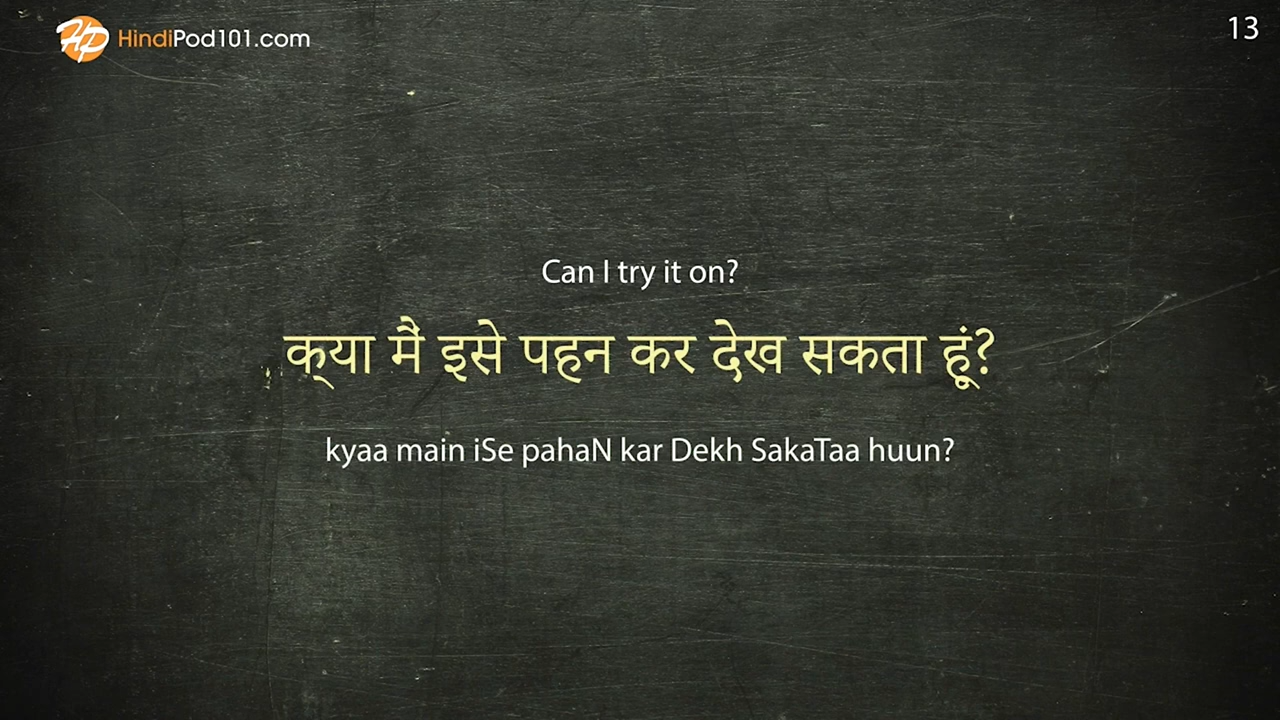 HP HindiPod101.com
13
Can I try it on?
क्या मैं इसे पहन कर देख सकता हूं?
kyaa main iSe pahaN kar Dekh SakaTaa huun?